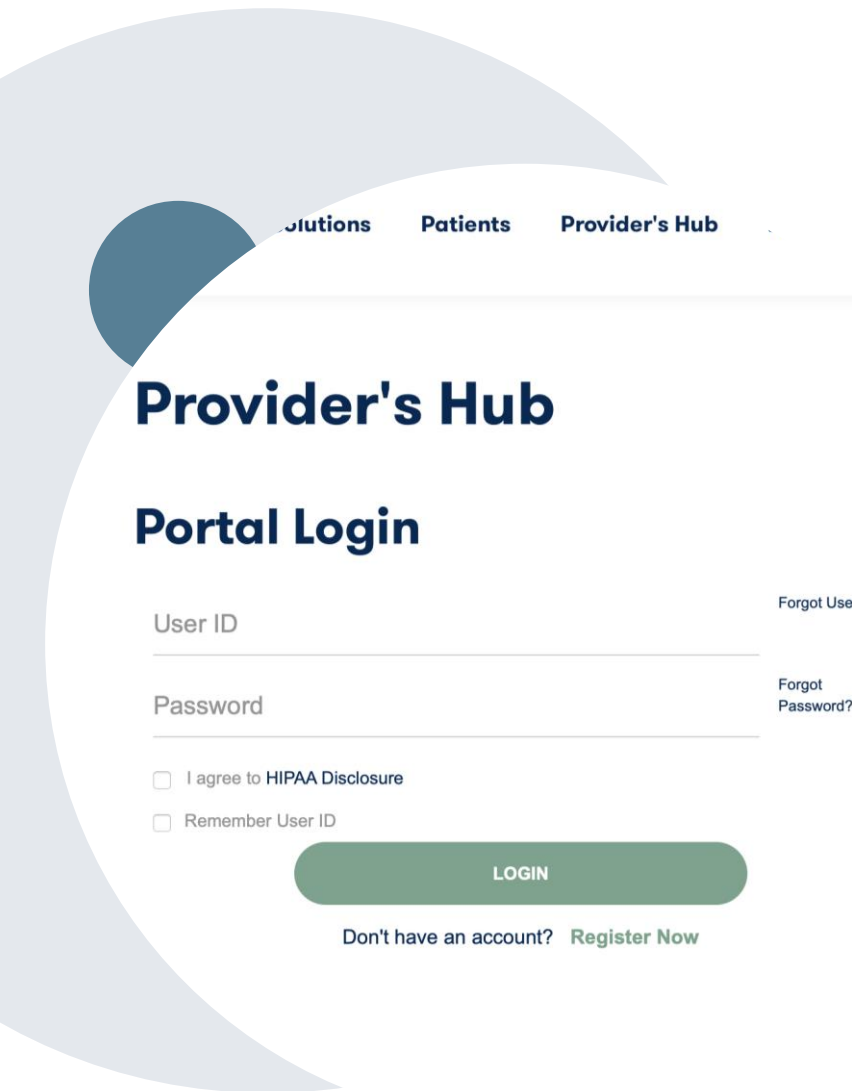 Patients Provider's Hub
Provider's Hub
Portal Login
User ID
Forgot
Password
Forgot
Password?
I agree to HIPAA Disclosure
Remember User ID
LOGIN
Don't have an account? Register Now